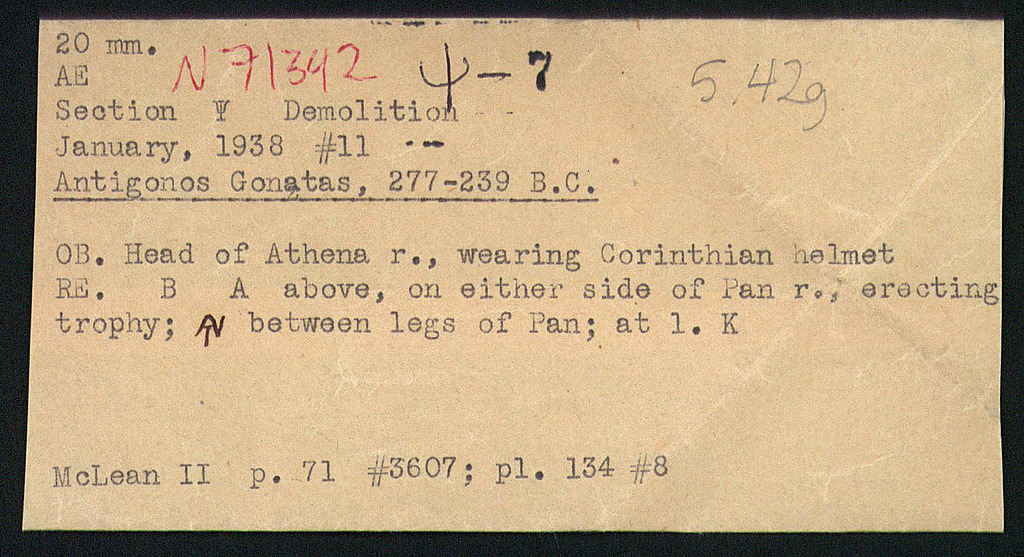 20 mm.
AE N 71342 Ψ-7 5.42g
Section Ψ Demolition
January, 1938 #11
Antigonos Gonatas, 277-239 B.C.
OB. Head of Athena r., wearing Corinthian helmet
RE. B A above, on either side of Pan r., erecting
trophy; between legs of Pan; at l. K
McLean II p. 71 #3607; pl. 134 #8